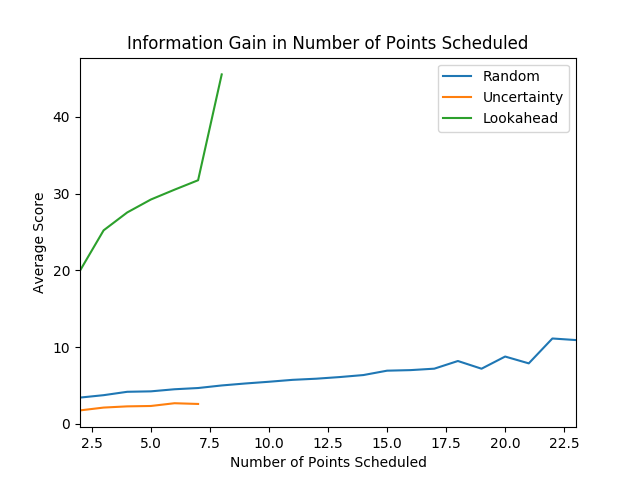 Information Gain in Number of Points Scheduled
Random
Uncertainty
Lookahead
40
30
20
10
0
Average Score
2.5 5.0 7.5 10.0 12.5 15.0 17.5 20.0 22.5
Number of Points Scheduled